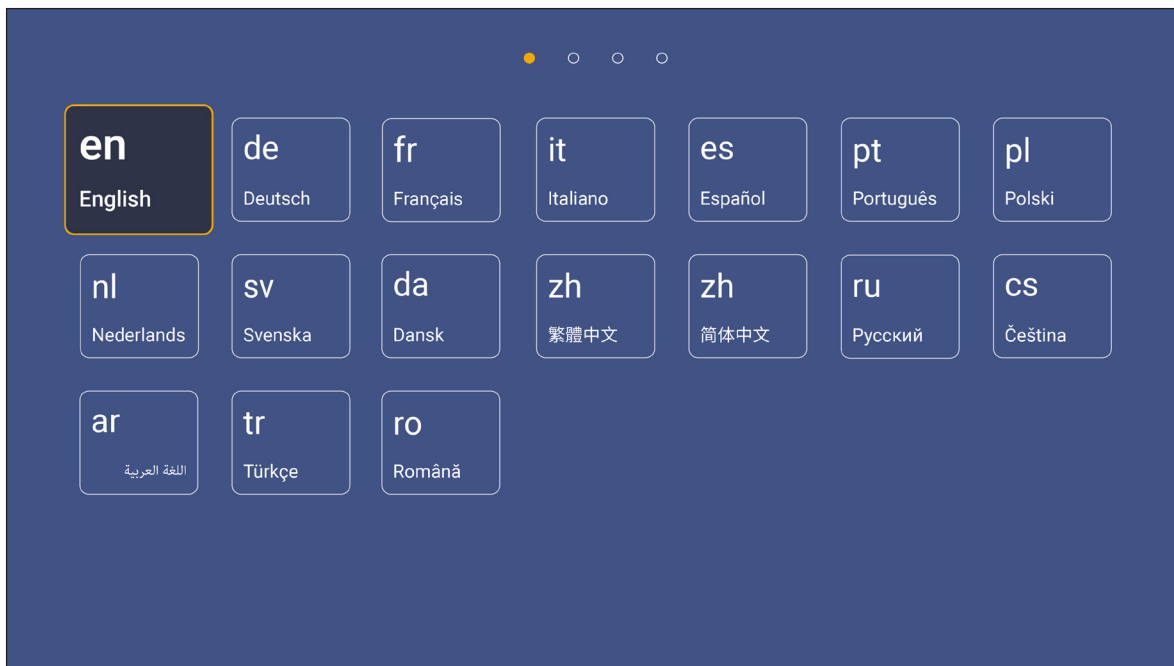 en
English
de
Deutsch
fr
Français
it
Italiano
es
Español
pt
Português
pl
Polski
nl
Nederlands
sv
Svenska
da
Dansk
zh
繁體中文
zh
简体中文
ru
Русский
cs
Čeština
ar
اللغة العربية
tr
Türkçe
ro
Română